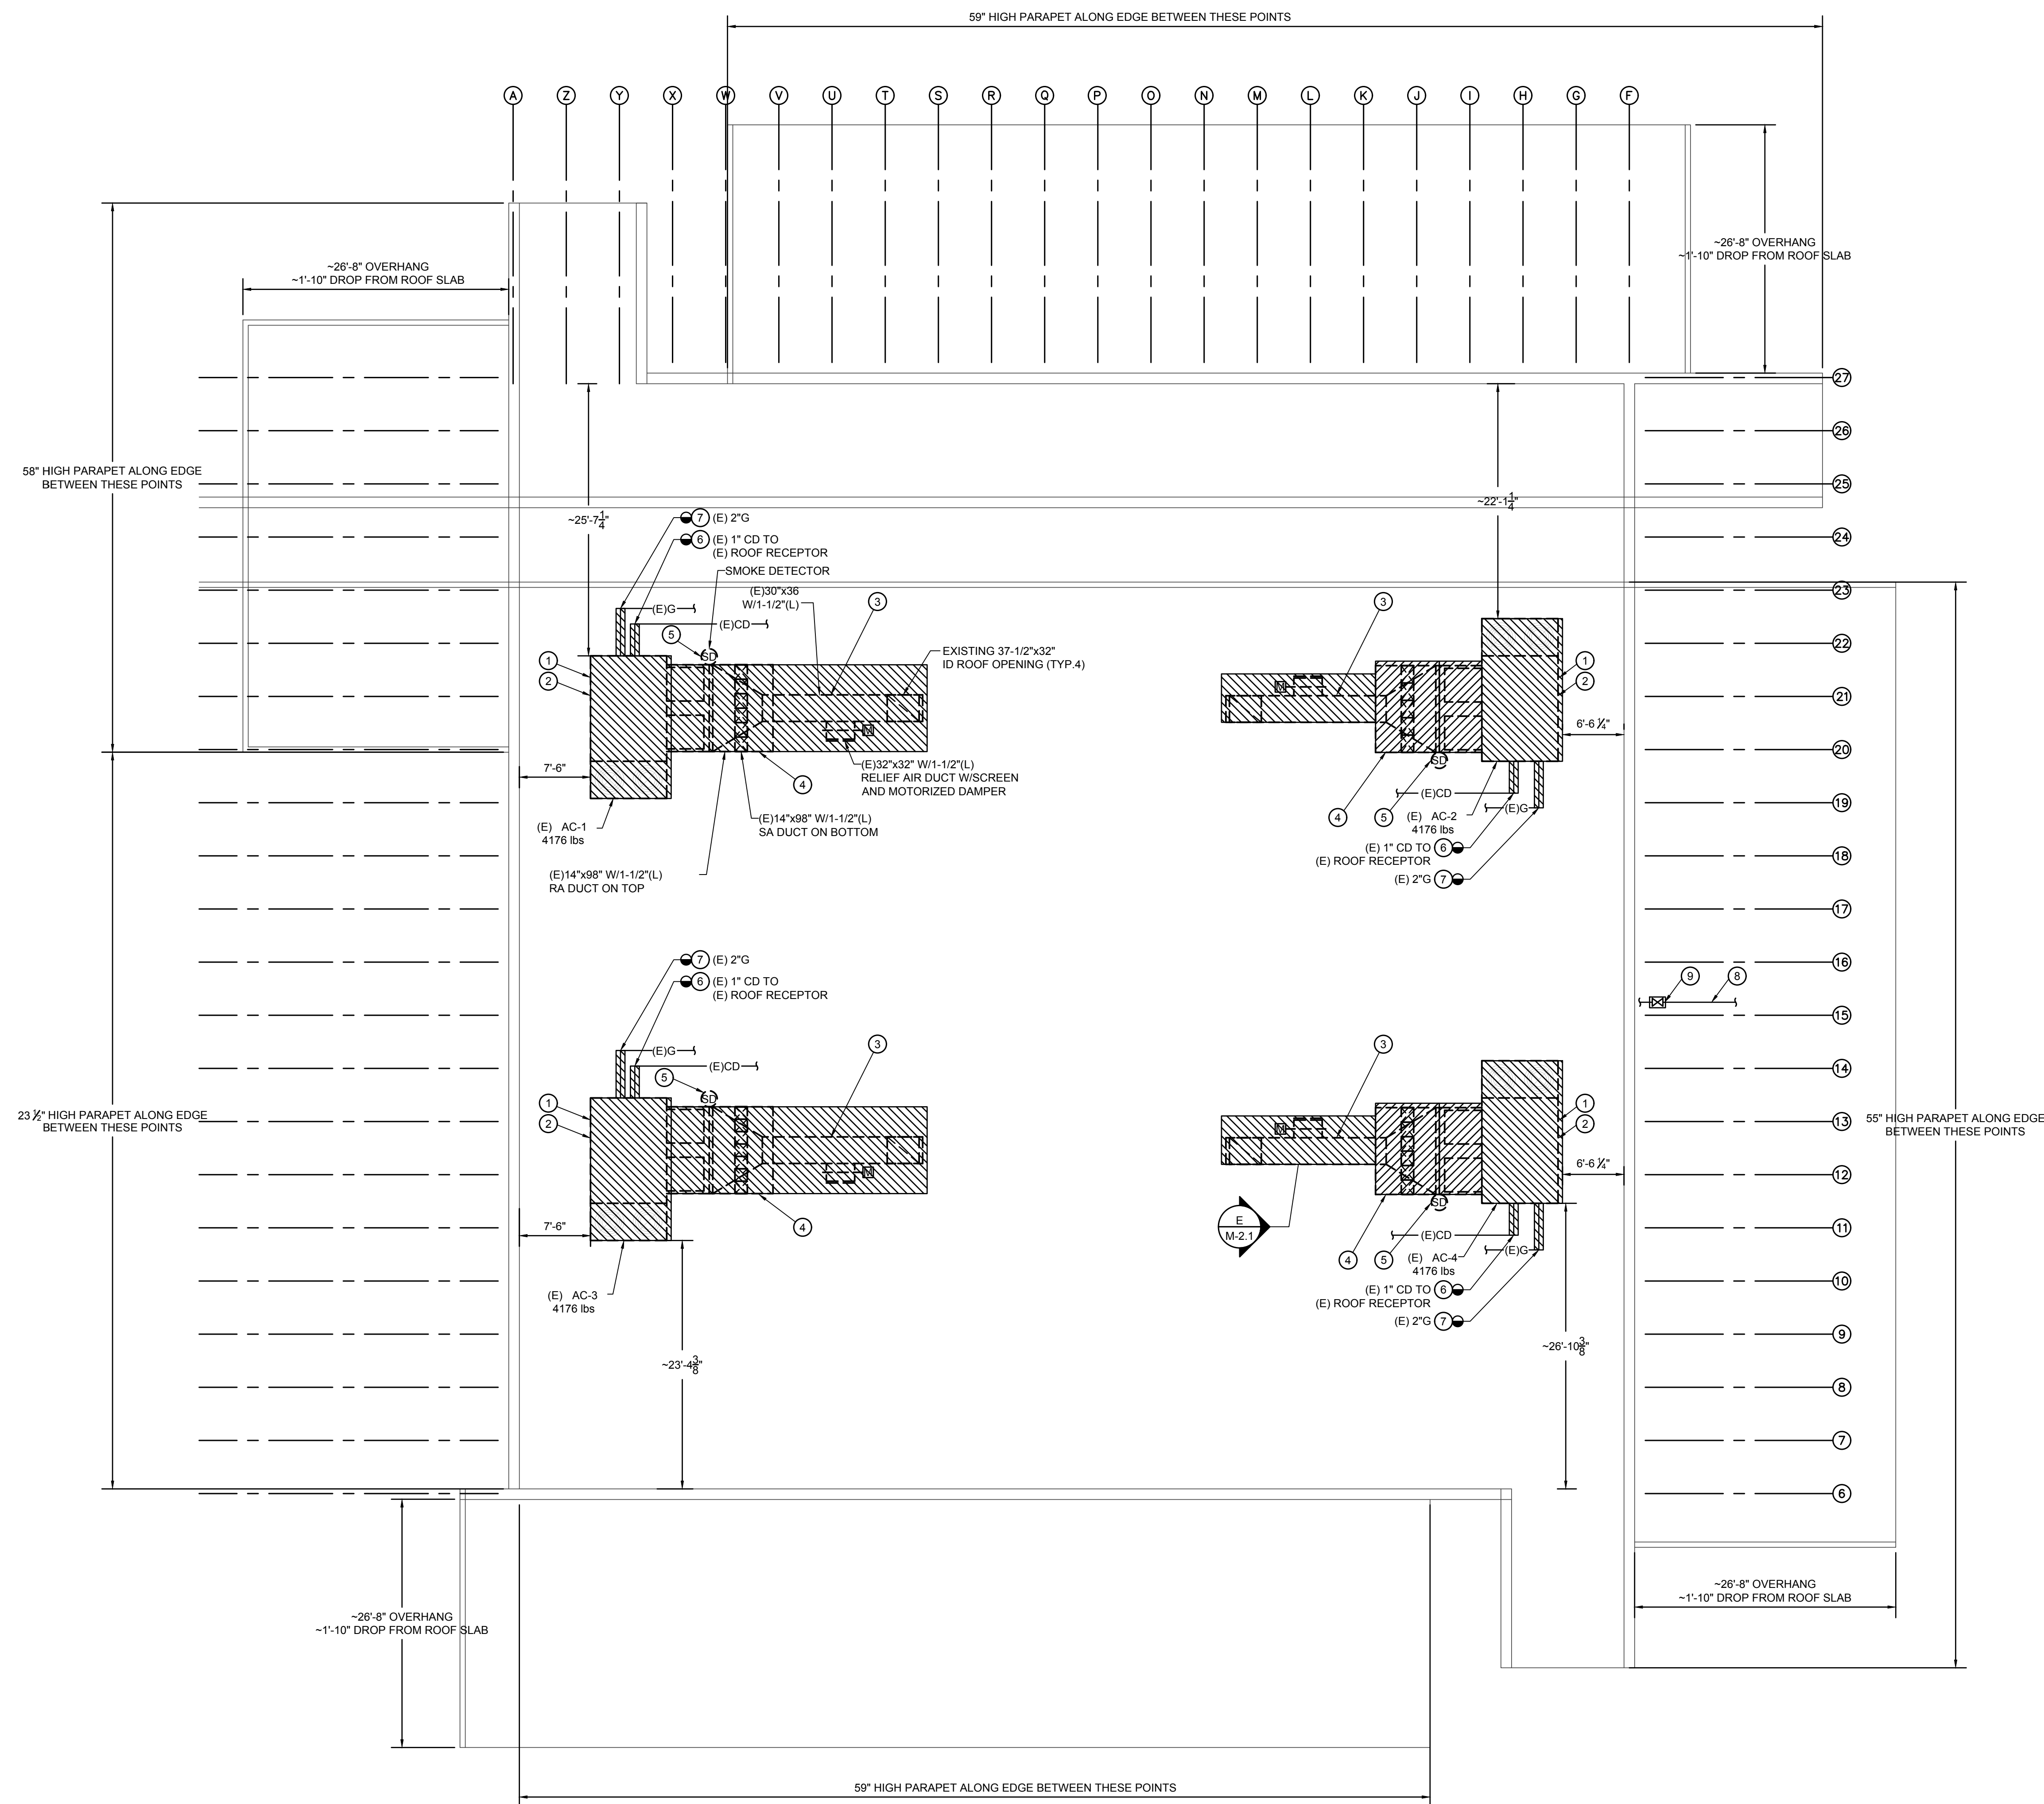 59" HIGH PARAPET ALONG EDGE BETWEEN THESE POINTS
A Z Y X W V U T S R Q P O N M L K J I H G F
~26'-8" OVERHANG
~1'-10" DROP FROM ROOF SLAB
~26'-8" OVERHANG
~1'-10" DROP FROM ROOF SLAB
58" HIGH PARAPET ALONG EDGE
BETWEEN THESE POINTS
27
26
25
24
23
22
21
20
19
18
17
16
15
14
13
12
11
10
9
8
7
6
~25'-7 1/4"
~22'-1 1/4"
7 (E) 2"G
6 (E) 1" CD TO
(E) ROOF RECEPTOR
SMOKE DETECTOR
(E)30"x36
W/1-1/2"(L)
3
(E)G
(E)CD
5
SD
EXISTING 37-1/2"x32"
ID ROOF OPENING (TYP.4)
1
2
M
(E)32"x32" W/1-1/2"(L)
RELIEF AIR DUCT W/SCREEN
AND MOTORIZED DAMPER
4
7'-6"
(E)14"x98" W/1-1/2"(L)
SA DUCT ON BOTTOM
(E) AC-1
4176 lbs
(E)14"x98" W/1-1/2"(L)
RA DUCT ON TOP
3
M
1
2
6'-6 1/4"
SD
(E)CD
(E)G
4
5
(E) AC-2
4176 lbs
(E) 1" CD TO 6
(E) ROOF RECEPTOR
(E) 2"G 7
7 (E) 2"G
6 (E) 1" CD TO
(E) ROOF RECEPTOR
9
8
3
(E)G
(E)CD
5
SD
1
2
M
4
7'-6"
(E) AC-3
4176 lbs
~23'-4 3/8"
23 1/2" HIGH PARAPET ALONG EDGE
BETWEEN THESE POINTS
3
M
1
2
6'-6 1/4"
SD
E
M-2.1
(E)CD
(E)G
4
5
(E) AC-4
4176 lbs
(E) 1" CD TO 6
(E) ROOF RECEPTOR
(E) 2"G 7
~26'-10 3/8"
55" HIGH PARAPET ALONG EDGE
BETWEEN THESE POINTS
~26'-8" OVERHANG
~1'-10" DROP FROM ROOF SLAB
~26'-8" OVERHANG
~1'-10" DROP FROM ROOF SLAB
59" HIGH PARAPET ALONG EDGE BETWEEN THESE POINTS